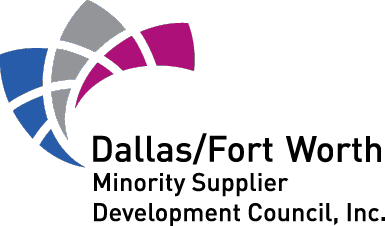 Dallas/Fort Worth
Minority Supplier
Development Council, Inc.